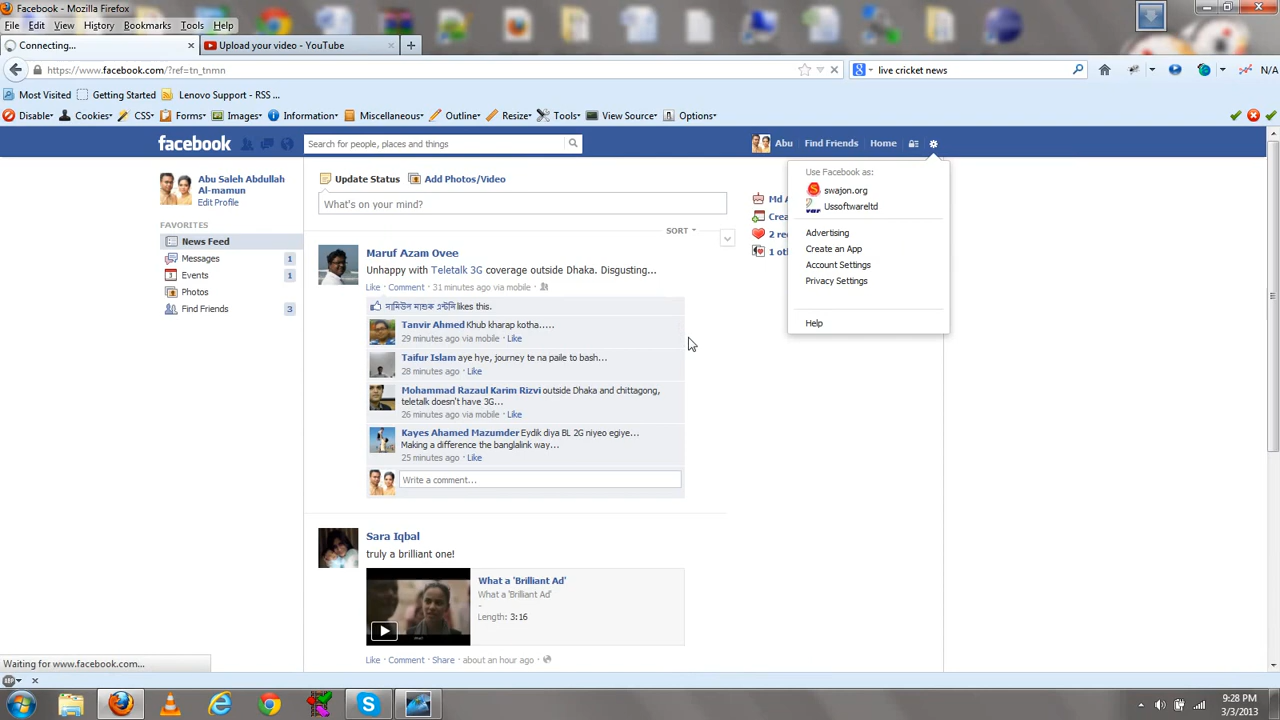 Facebook - Mozilla Firefox
File Edit View History Bookmarks Tools Help
Connecting... Upload your video - YouTube
https://www.facebook.com/?ref=tn_tnmn live cricket news N/A
Most Visited Getting Started Lenovo Support - RSS ...
Disable Cookies CSS Forms Images Information Miscellaneous Outline Resize Tools View Source Options
facebook Search for people, places and things Abu Find Friends Home
Abu Saleh Abdullah
Al-mamun
Edit Profile
FAVORITES
News Feed
Messages 1
Events 1
Photos
Find Friends 3
Update Status Add Photos/Video
What's on your mind?
SORT
Maruf Azam Ovee
Unhappy with Teletalk 3G coverage outside Dhaka. Disgusting...
Like · Comment · 31 minutes ago via mobile ·
likes this.
Tanvir Ahmed Khub kharap kotha.....
29 minutes ago via mobile · Like
Taifur Islam aye hye, journey te na paile to bash...
28 minutes ago · Like
Mohammad Razaul Karim Rizvi outside Dhaka and chittagong,
teletalk doesn't have 3G...
26 minutes ago via mobile · Like
Kayes Ahamed Mazumder Eydik diya BL 2G niyeo egiye...
Making a difference the banglalink way...
25 minutes ago · Like
Write a comment...
Sara Iqbal
truly a brilliant one!
What a 'Brilliant Ad'
What a 'Brilliant Ad'
-
Length: 3:16
Like · Comment · Share · about an hour ago ·
Md A
Crea
2 re
1 ot
Use Facebook as:
swajon.org
Ussoftwareltd
Advertising
Create an App
Account Settings
Privacy Settings
Help
Waiting for www.facebook.com...
9:28 PM
3/3/2013